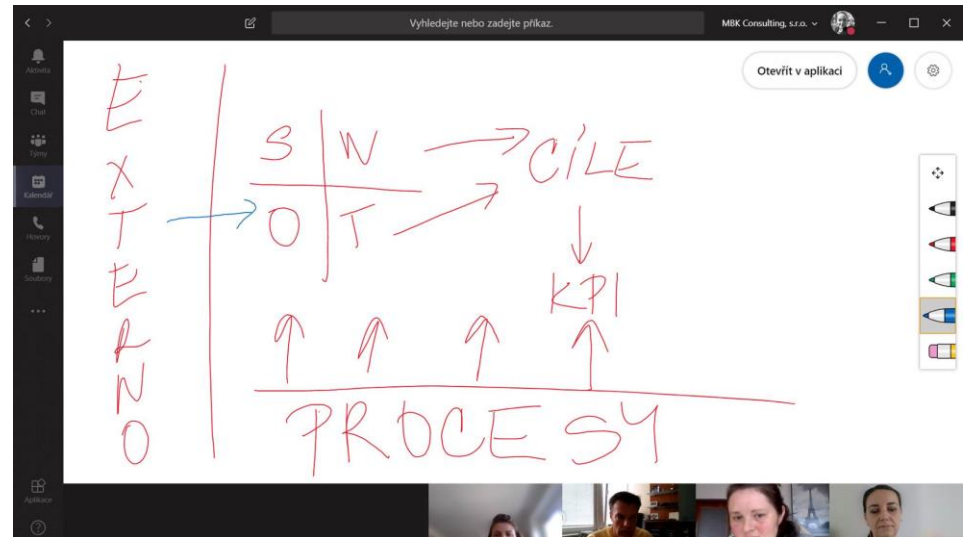 Vyhledejte nebo zadejte příkaz.
MBK Consulting, s.r.o.
Aktivita
Chat
Týmy
Kalendář
Hovory
Soubory
Aplikace
Otevřít v aplikaci
EXTERNO
S W
O T
CÍLE
KPI
PROCESY